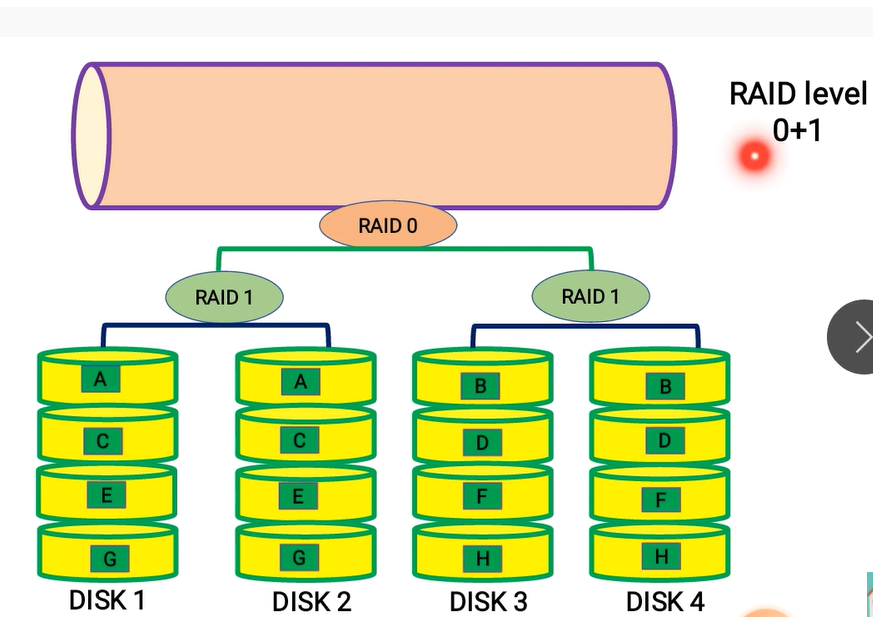 RAID level
0+1
RAID 0
RAID 1
RAID 1
A
A
B
B
C
C
D
D
E
E
F
F
G
G
H
H
DISK 1
DISK 2
DISK 3
DISK 4